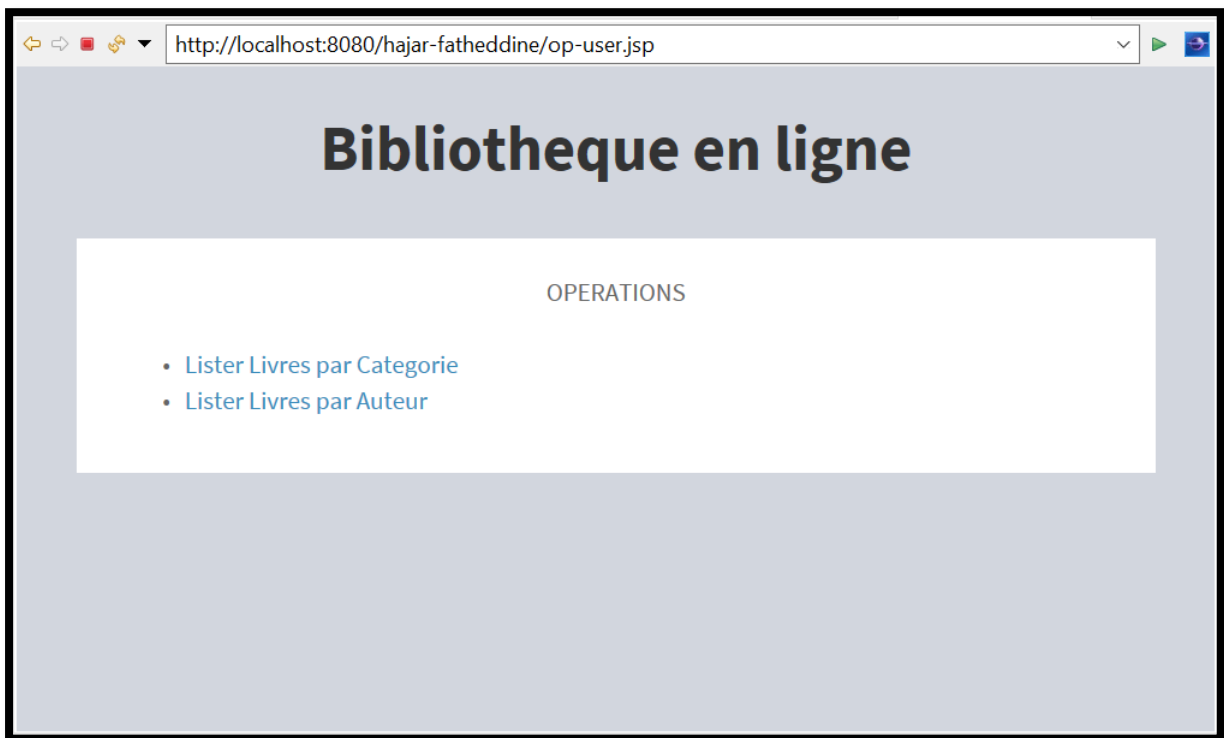 http://localhost:8080/hajar-fatheddine/op-user.jsp
Bibliotheque en ligne
OPERATIONS
• Lister Livres par Categorie
• Lister Livres par Auteur